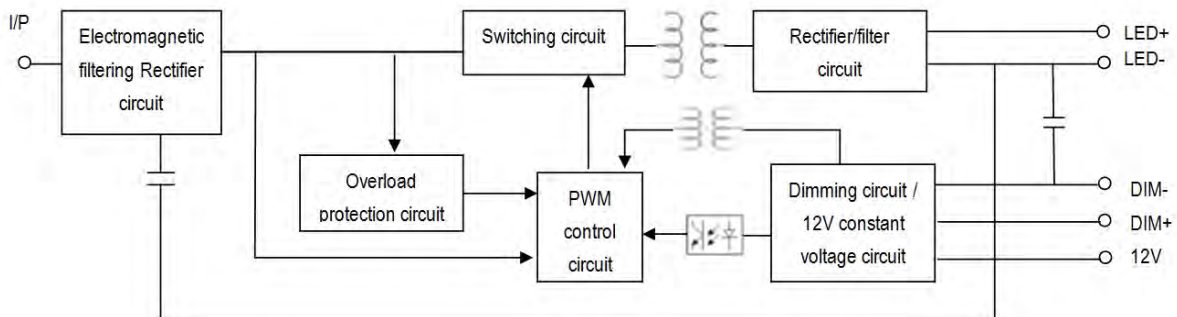 I/P
Electromagnetic
filtering Rectifier
circuit
Switching circuit
Rectifier/filter
circuit
LED+
LED-
Overload
protection circuit
PWM
control
circuit
Dimming circuit /
12V constant
voltage circuit
DIM-
DIM+
12V